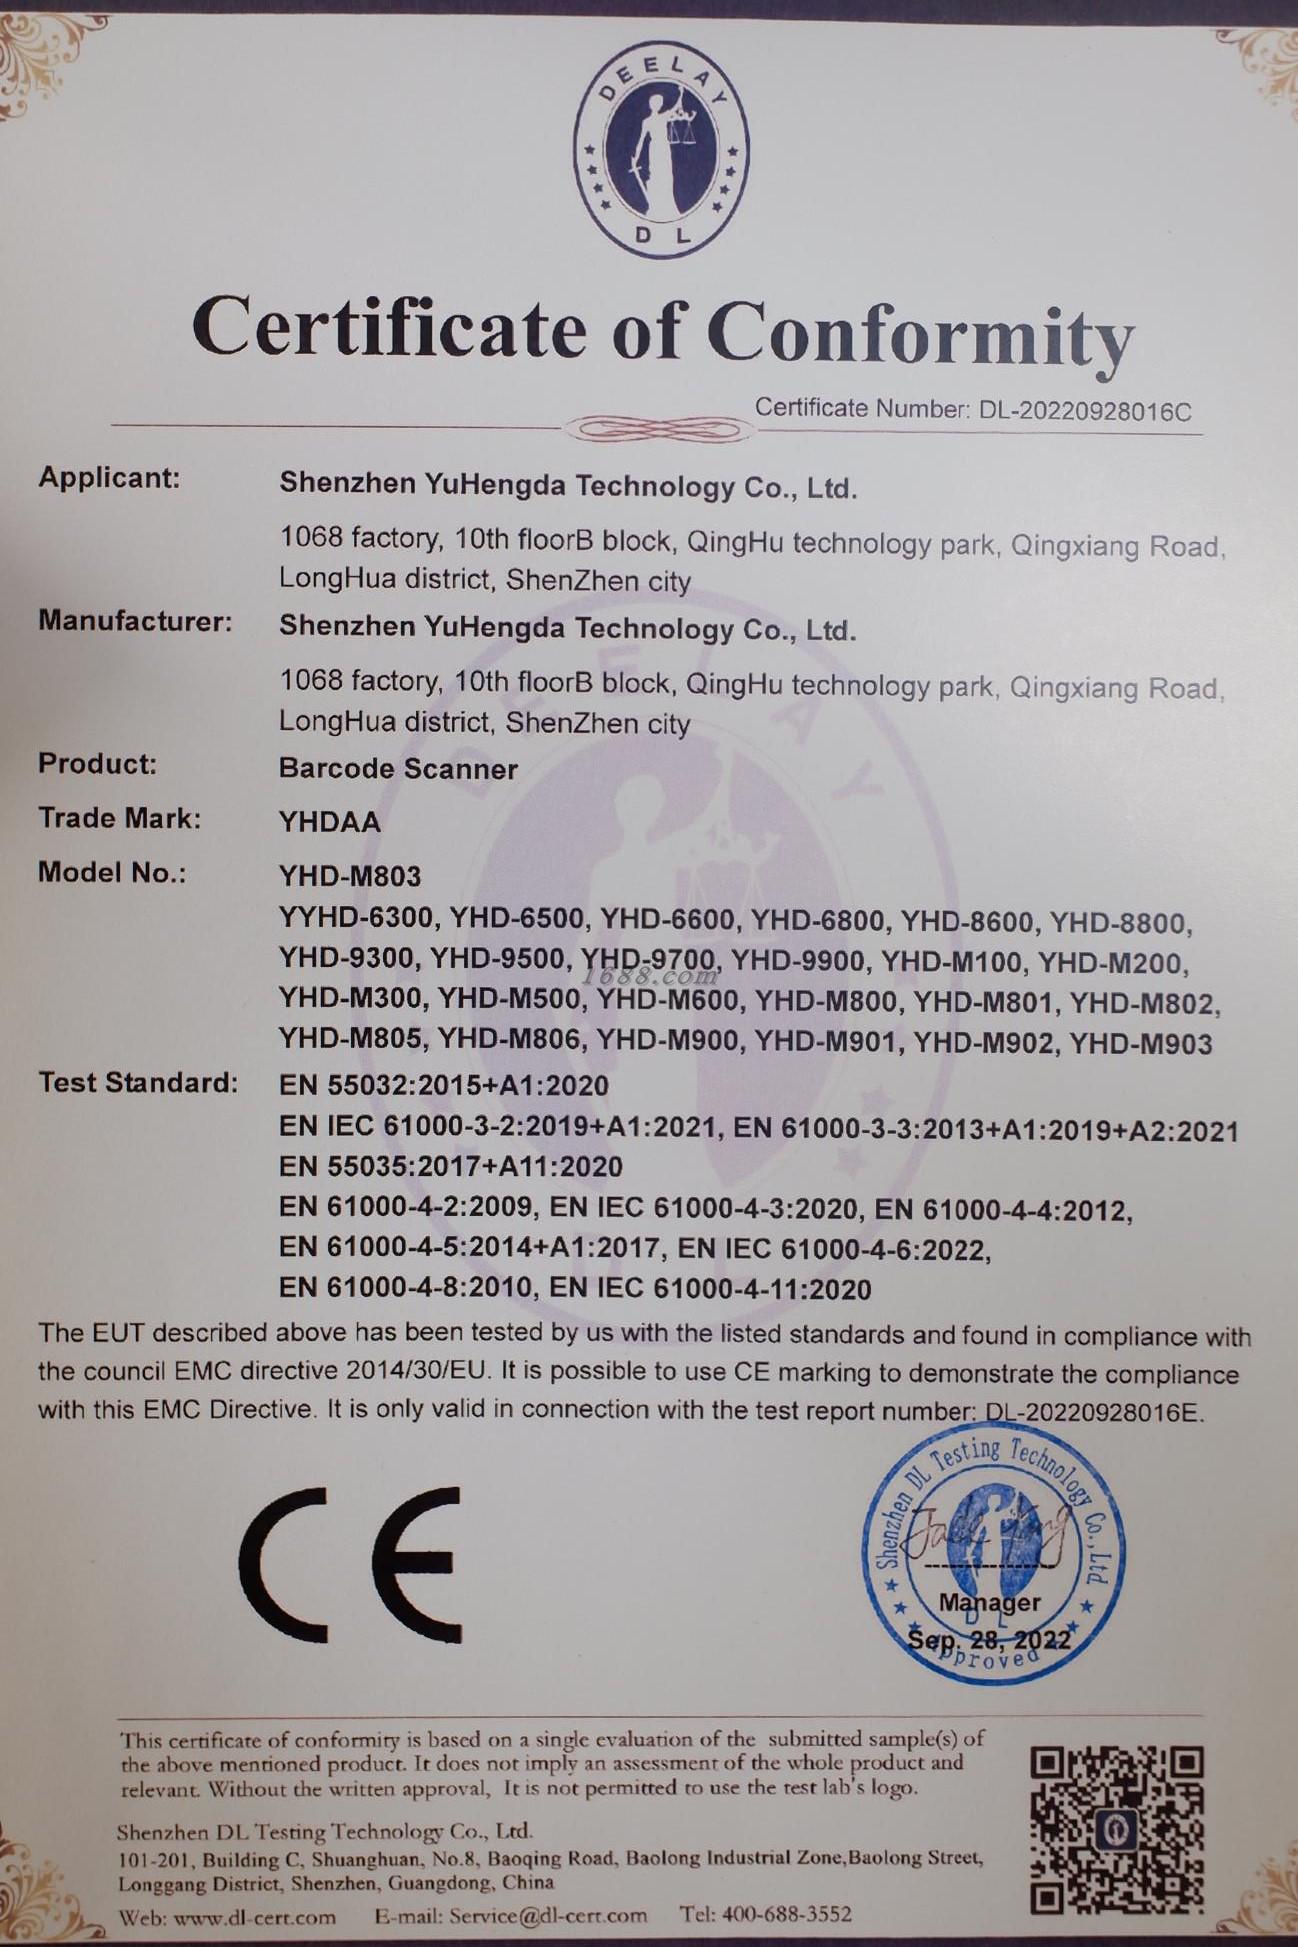 DEELAY
DL
Certificate of Conformity
Certificate Number: DL-20220928016C
Applicant: Shenzhen YuHengda Technology Co., Ltd.
1068 factory, 10th floorB block, QingHu technology park, Qingxiang Road,
LongHua district, ShenZhen city
Manufacturer: Shenzhen YuHengda Technology Co., Ltd.
1068 factory, 10th floorB block, QingHu technology park, Qingxiang Road,
LongHua district, ShenZhen city
Product: Barcode Scanner
Trade Mark: YHDAA
Model No.: YHD-M803
YYHD-6300, YHD-6500, YHD-6600, YHD-6800, YHD-8600, YHD-8800,
YHD-9300, YHD-9500, YHD-9700, YHD-9900, YHD-M100, YHD-M200,
1688.com
YHD-M300, YHD-M500, YHD-M600, YHD-M800, YHD-M801, YHD-M802,
YHD-M805, YHD-M806, YHD-M900, YHD-M901, YHD-M902, YHD-M903
Test Standard: EN 55032:2015+A1:2020
EN IEC 61000-3-2:2019+A1:2021, EN 61000-3-3:2013+A1:2019+A2:2021
EN 55035:2017+A11:2020
EN 61000-4-2:2009, EN IEC 61000-4-3:2020, EN 61000-4-4:2012,
EN 61000-4-5:2014+A1:2017, EN IEC 61000-4-6:2022,
EN 61000-4-8:2010, EN IEC 61000-4-11:2020
The EUT described above has been tested by us with the listed standards and found in compliance with
the council EMC directive 2014/30/EU. It is possible to use CE marking to demonstrate the compliance
with this EMC Directive. It is only valid in connection with the test report number: DL-20220928016E.
CE
Shenzhen DL Testing Technology Co., Ltd.
Manager
DL
Sep. 28, 2022
Approved
This certificate of conformity is based on a single evaluation of the submitted sample(s) of
the above mentioned product. It does not imply an assessment of the whole product and
relevant. Without the written approval, It is not permitted to use the test lab's logo.
Shenzhen DL Testing Technology Co., Ltd.
101-201, Building C, Shuanghuan, No.8, Baoqing Road, Baolong Industrial Zone,Baolong Street,
Longgang District, Shenzhen, Guangdong, China
Web: www.dl-cert.com E-mail: Service@dl-cert.com Tel: 400-688-3552